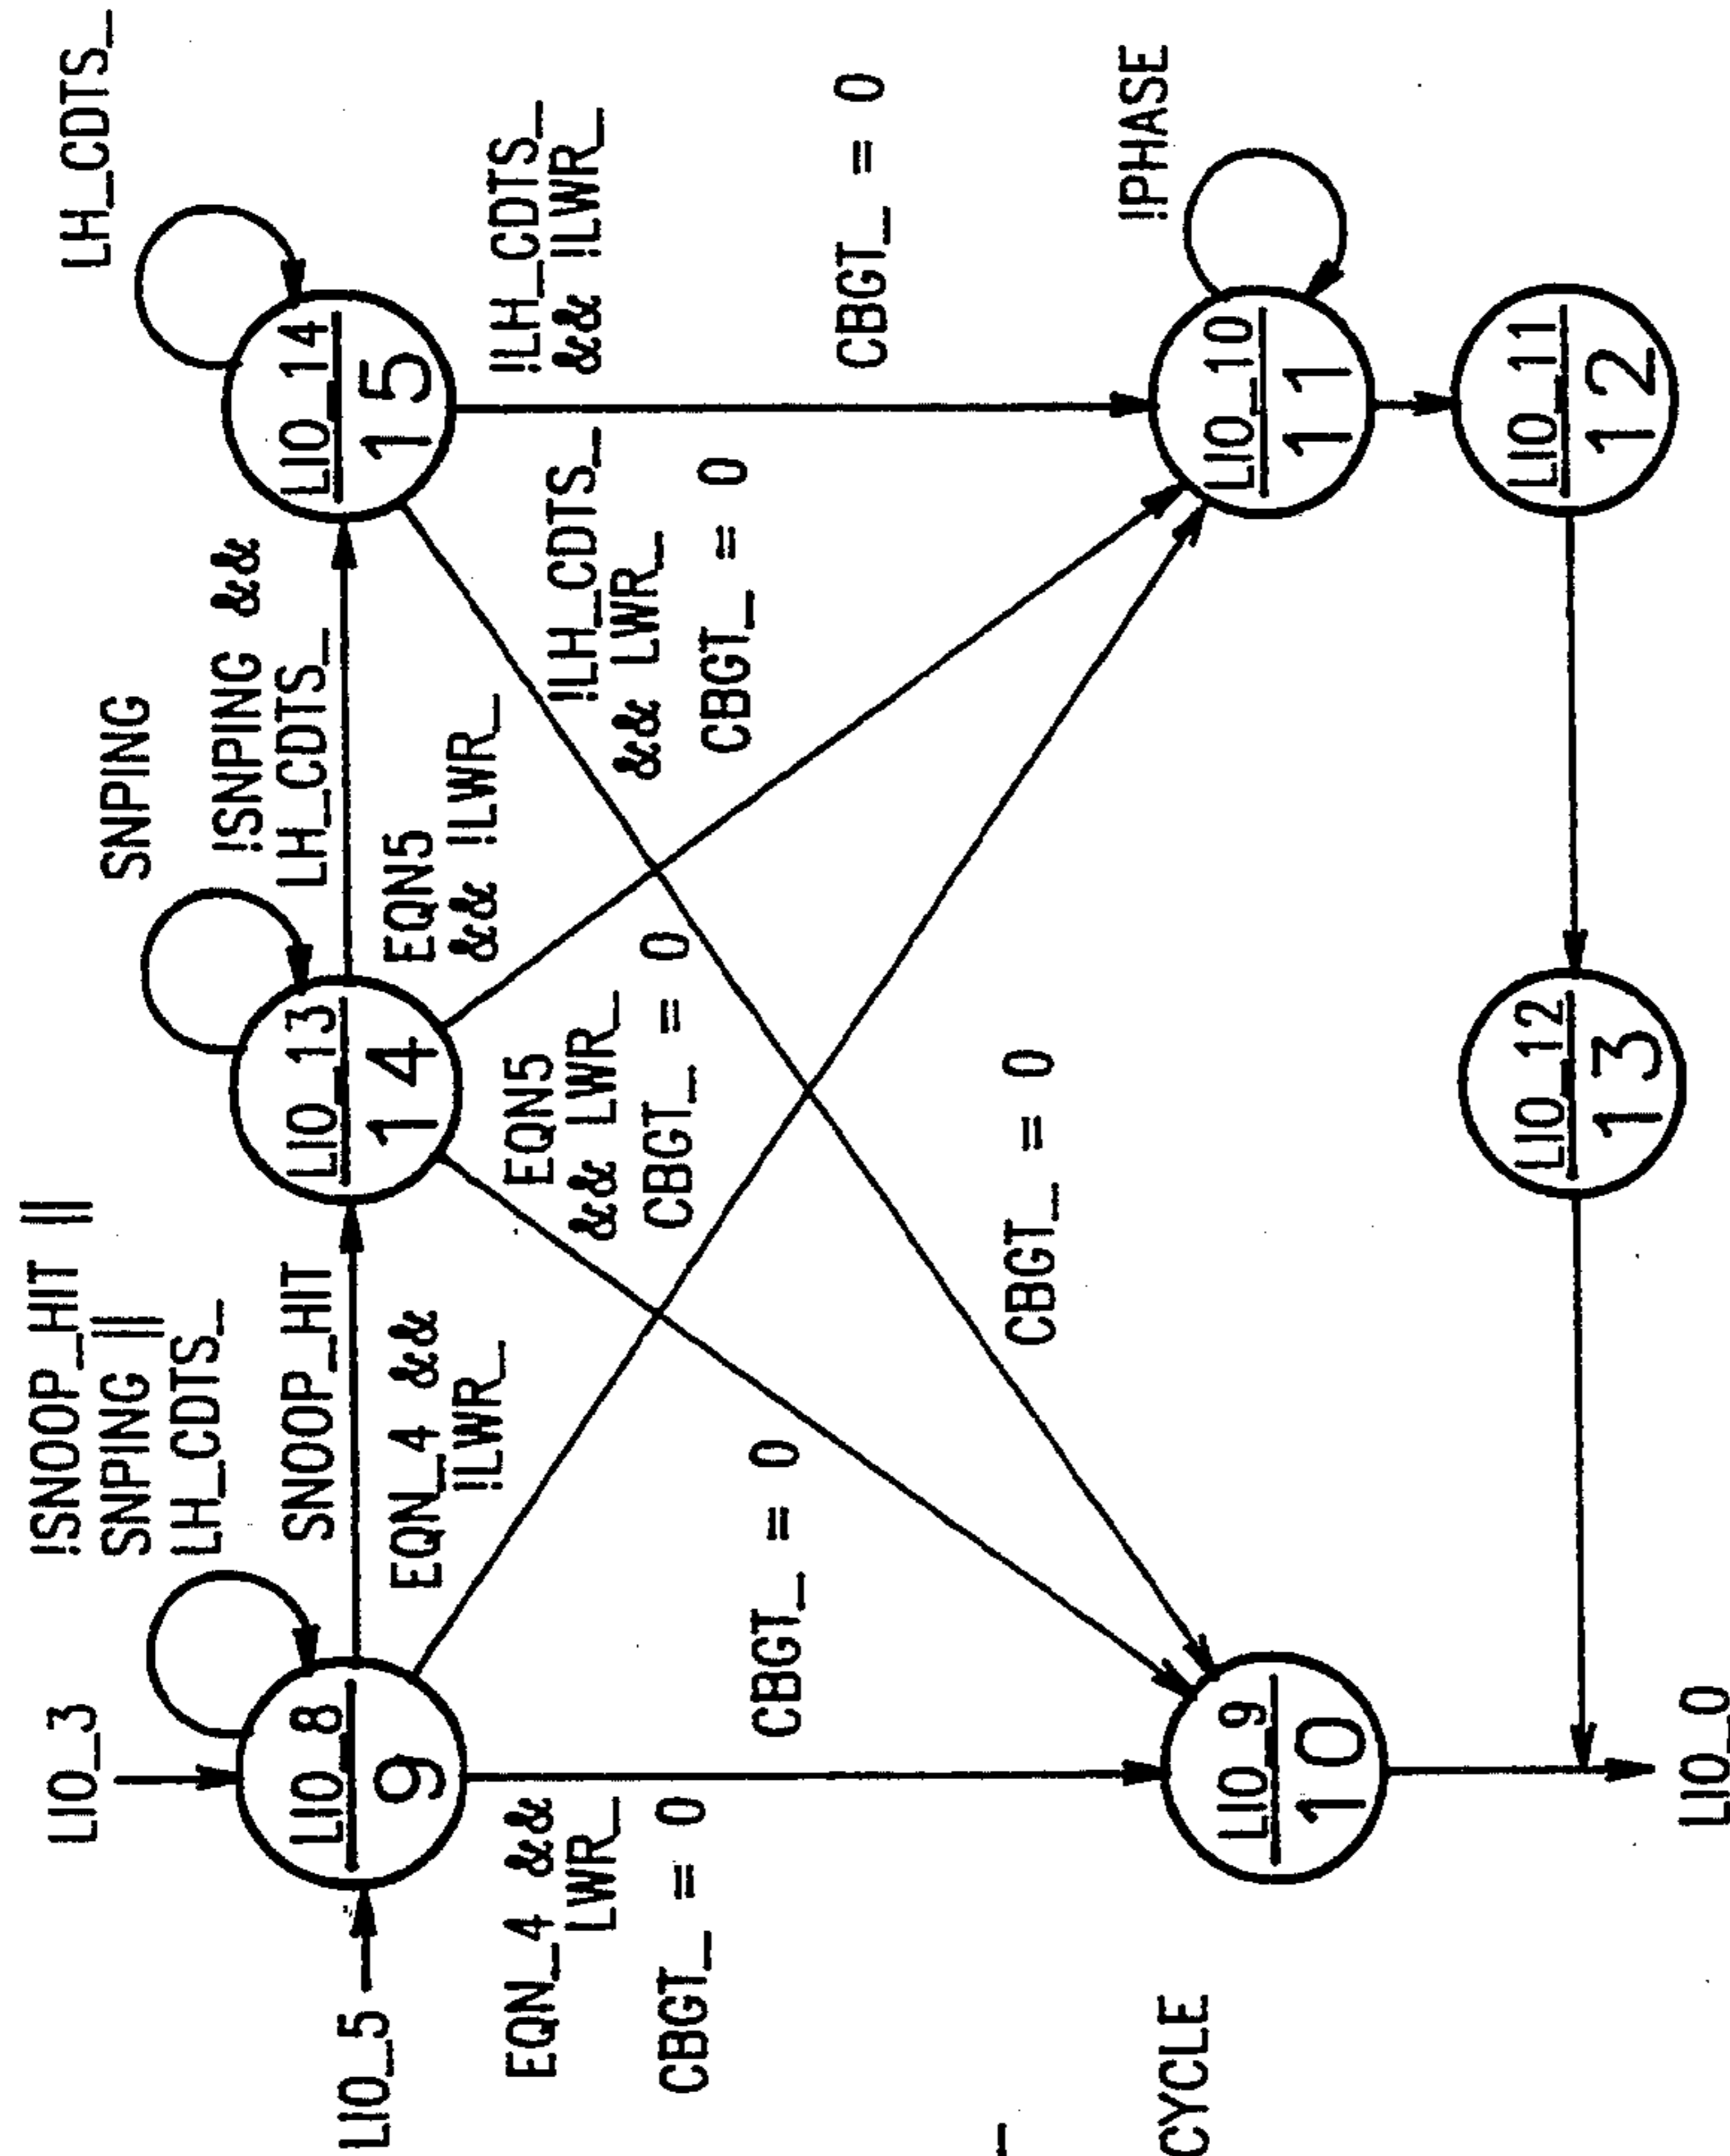 LIO_3
LIO_5
!SNOOP_HIT ||
SNPING ||
LH_CDTS_
LIO_8
9
SNOOP_HIT
EQN_4 &&
!LWR_
EQN_4 &&
LWR_
CBGT_ = 0
CBGT_ = 0
SNPING
LIO_13
14
!SNPING &&
LH_CDTS_
EQN5
&& !LWR_
EQN5
&& LWR_
CBGT_ = 0
LH_CDTS_
LIO_14
15
!LH_CDTS_
&& !LWR_
CBGT_ = 0
!LH_CDTS_
&& LWR_
CBGT_ = 0
CBGT_ = 0
CYCLE
LIO_9
10
!PHASE
LIO_10
11
LIO_11
12
LIO_12
13
LIO_0